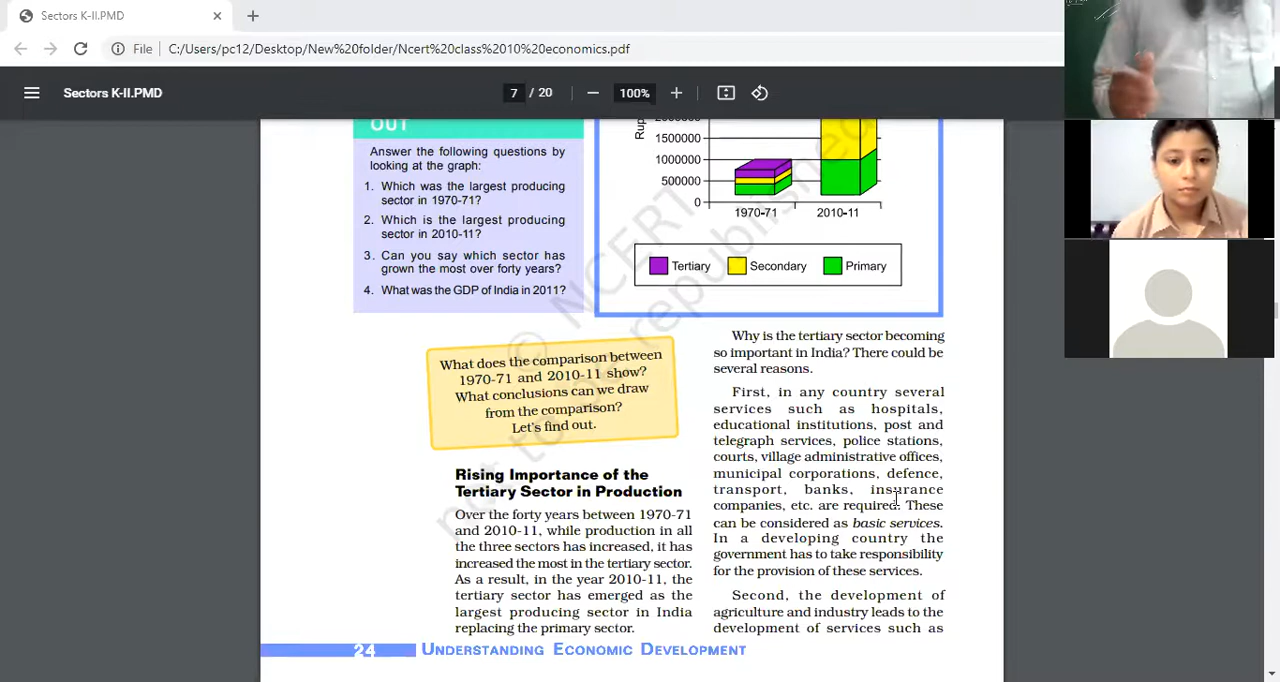 Sectors K-II.PMD
File
C:/Users/pc12/Desktop/New%20folder/Ncert%20class%2010%20economics.pdf
Sectors K-II.PMD
7 / 20
100%
OUT
Answer the following questions by
looking at the graph:
1. Which was the largest producing
sector in 1970-71?
2. Which is the largest producing
sector in 2010-11?
3. Can you say which sector has
grown the most over forty years?
4. What was the GDP of India in 2011?
1500000
1000000
500000
0
1970-71
2010-11
Tertiary
Secondary
Primary
© NCERT
not to be republished
What does the comparison between
1970-71 and 2010-11 show?
What conclusions can we draw
from the comparison?
Let's find out.
Rising Importance of the
Tertiary Sector in Production
Over the forty years between 1970-71
and 2010-11, while production in all
the three sectors has increased, it has
increased the most in the tertiary sector.
As a result, in the year 2010-11, the
tertiary sector has emerged as the
largest producing sector in India
replacing the primary sector.
Why is the tertiary sector becoming
so important in India? There could be
several reasons.
First, in any country several
services such as hospitals,
educational institutions, post and
telegraph services, police stations,
courts, village administrative offices,
municipal corporations, defence,
transport, banks, insurance
companies, etc. are required. These
can be considered as basic services.
In a developing country the
government has to take responsibility
for the provision of these services.
Second, the development of
agriculture and industry leads to the
development of services such as
24
UNDERSTANDING ECONOMIC DEVELOPMENT